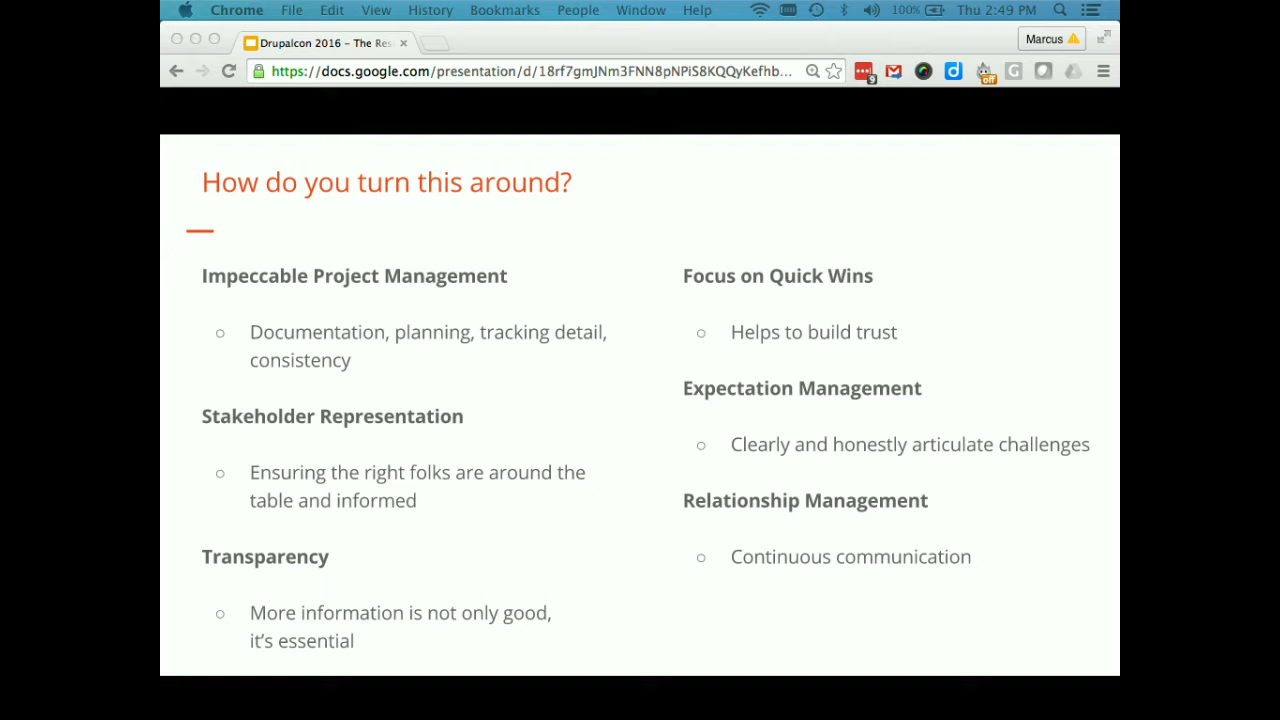 Chrome File Edit View History Bookmarks People Window Help 100% Thu 2:49 PM
Drupalcon 2016 – The Res
Marcus
https://docs.google.com/presentation/d/18rf7gmJNm3FNN8pNPiS8KQQyKefhb...
9
off
How do you turn this around?
Impeccable Project Management
Documentation, planning, tracking detail,
consistency
Stakeholder Representation
Ensuring the right folks are around the
table and informed
Transparency
More information is not only good,
it's essential
Focus on Quick Wins
Helps to build trust
Expectation Management
Clearly and honestly articulate challenges
Relationship Management
Continuous communication